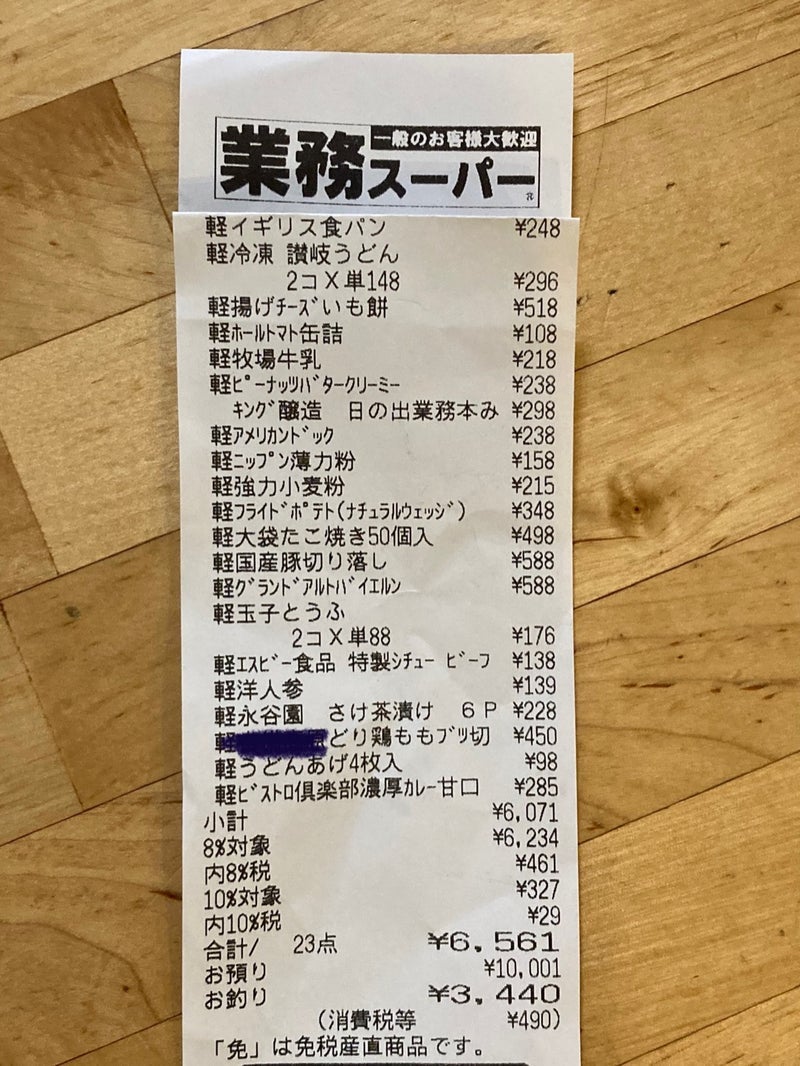 業務スーパー
一般のお客様大歓迎
軽イギリス食パン ¥248
軽冷凍 讃岐うどん
2コX単148 ¥296
軽揚げﾁｰｽﾞいも餅 ¥518
軽ﾎｰﾙﾄﾏﾄ缶詰 ¥108
軽牧場牛乳 ¥218
軽ﾋﾟｰﾅｯﾂﾊﾞﾀｰｸﾘｰﾐｰ ¥238
ｷﾝｸﾞ醸造 日の出業務本み ¥298
軽ｱﾒﾘｶﾝﾄﾞｯｸ ¥238
軽ﾆｯﾌﾟﾝ薄力粉 ¥158
軽強力小麦粉 ¥215
軽ﾌﾗｲﾄﾞﾎﾟﾃﾄ(ﾅﾁｭﾗﾙｳｪｯｼﾞ) ¥348
軽大袋たこ焼き50個入 ¥498
軽国産豚切り落し ¥588
軽ｸﾞﾗﾝﾄﾞｱﾙﾄﾊﾞｲｴﾙﾝ ¥588
軽玉子とうふ
2コX単88 ¥176
軽ｴｽﾋﾞｰ食品 特製ｼﾁｭｰ ﾋﾞｰﾌ ¥138
軽洋人参 ¥139
軽永谷園 さけ茶漬け 6P ¥228
軽 どり鶏ももﾌﾞﾂ切 ¥450
軽うどんあげ4枚入 ¥98
軽ﾋﾞｽﾄﾛ倶楽部濃厚ｶﾚｰ甘口 ¥285
小計 ¥6,071
8%対象 ¥6,234
内8%税 ¥461
10%対象 ¥327
内10%税 ¥29
合計/ 23点 ¥6,561
お預り ¥10,001
お釣り ¥3,440
(消費税等 ¥490)
「免」は免税産直商品です。